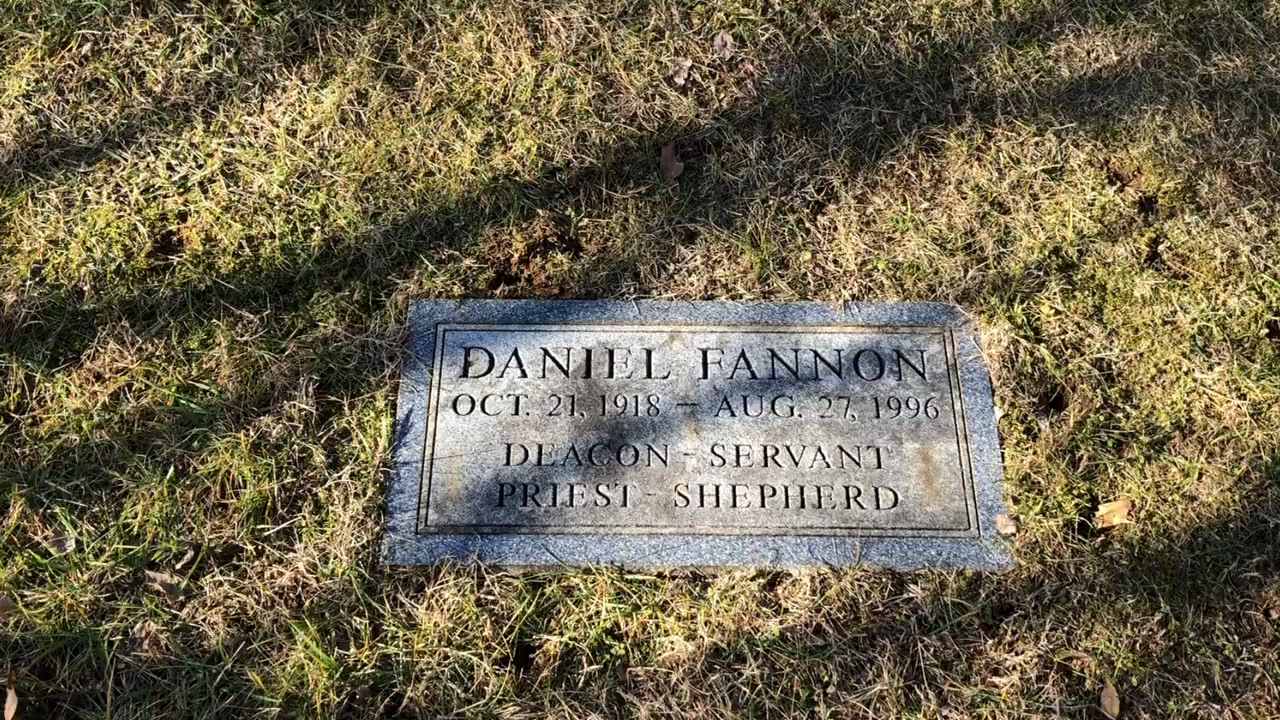 DANIEL FANNON
OCT. 21, 1918 – AUG. 27, 1996
DEACON - SERVANT
PRIEST - SHEPHERD